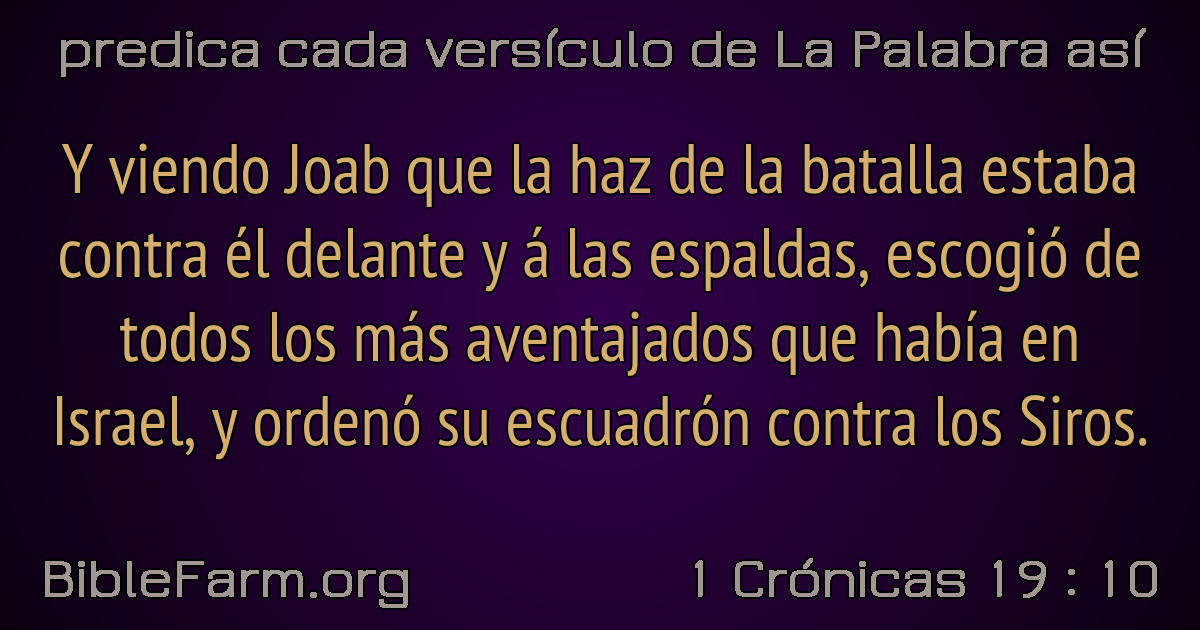 predica cada versículo de La Palabra así
Y viendo Joab que la haz de la batalla estaba
contra él delante y á las espaldas, escogió de
todos los más aventajados que había en
Israel, y ordenó su escuadrón contra los Siros.
BibleFarm.org
1 Crónicas 19 : 10